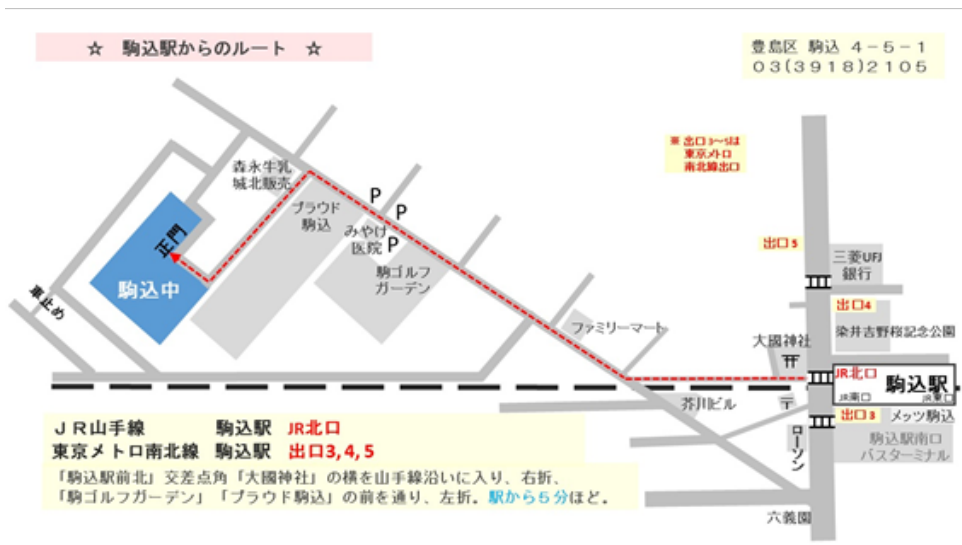 ☆ 駒込駅からのルート ☆
豊島区 駒込 4－5－1
03(3918)2105
※ 出口3～5は
東京メトロ
南北線出口
森永牛乳
城北販売
プラウド
駒込
P
P
みやけ
医院
P
駒ゴルフ
ガーデン
正門
駒込中
車止め
ファミリーマート
出口5
三菱UFJ
銀行
出口4
染井吉野桜記念公園
大國神社
JR北口
駒込駅
JR南口
JR東口
芥川ビル
〒
出口3
メッツ駒込
ローソン
駒込駅南口
バスターミナル
六義園
ＪＲ山手線 駒込駅 JR北口
東京メトロ南北線 駒込駅 出口3,4,5
「駒込駅前北」交差点角「大國神社」の横を山手線沿いに入り、右折、
「駒ゴルフガーデン」「プラウド駒込」の前を通り、左折。駅から５分ほど。